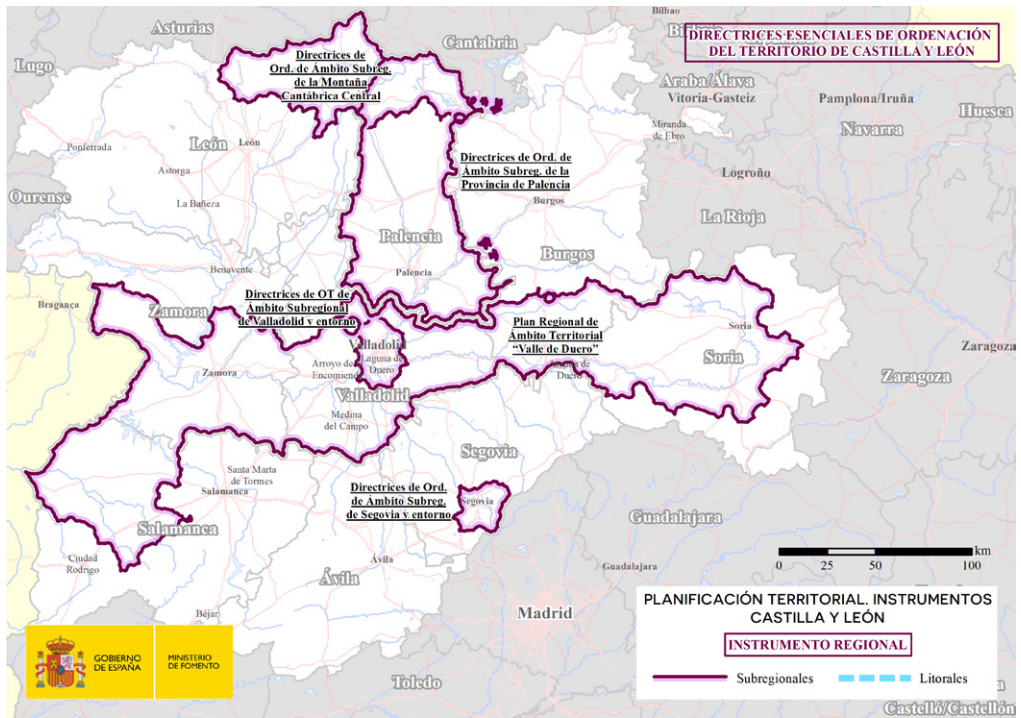 Bilbao
Asturias
Cantabria
DIRECTRICES ESENCIALES DE ORDENACIÓN
DEL TERRITORIO DE CASTILLA Y LEÓN
Lugo
Directrices de
Ord. de Ámbito Subreg.
de la Montaña
Cantábrica Central
Araba/Álava
Vitoria-Gasteiz
Pamplona/Iruña
Huesca
Miranda
de Ebro
Navarra
León
León
Ponferrada
Astorga
Directrices de Ord. de
Ámbito Subreg. de la
Provincia de Palencia
Logroño
Ourense
La Bañeza
Burgos
La Rioja
Palencia
Burgos
Benavente
Palencia
Bragança
Zamora
Directrices de OT de
Ámbito Subregional
de Valladolid y entorno
Plan Regional de
Ámbito Territorial
“Valle de Duero”
Soria
Soria
Zaragoza
Valladolid
Laguna de
Duero
Arroyo de
Encomienda
Duero
Zamora
Zaragoza
Valladolid
Medina
del Campo
Segovia
Santa Marta
de Tormes
Salamanca
Directrices de Ord.
de Ámbito Subreg.
de Segovia y entorno
Segovia
Salamanca
Guadalajara
Ciudad
Rodrigo
Ávila
Ávila
Guadalajara
km
0 25 50 100
Béjar
Madrid
PLANIFICACIÓN TERRITORIAL. INSTRUMENTOS
CASTILLA Y LEÓN
INSTRUMENTO REGIONAL
Subregionales
Litorales
GOBIERNO
DE ESPAÑA
MINISTERIO
DE FOMENTO
Toledo
Castelló/Castellón